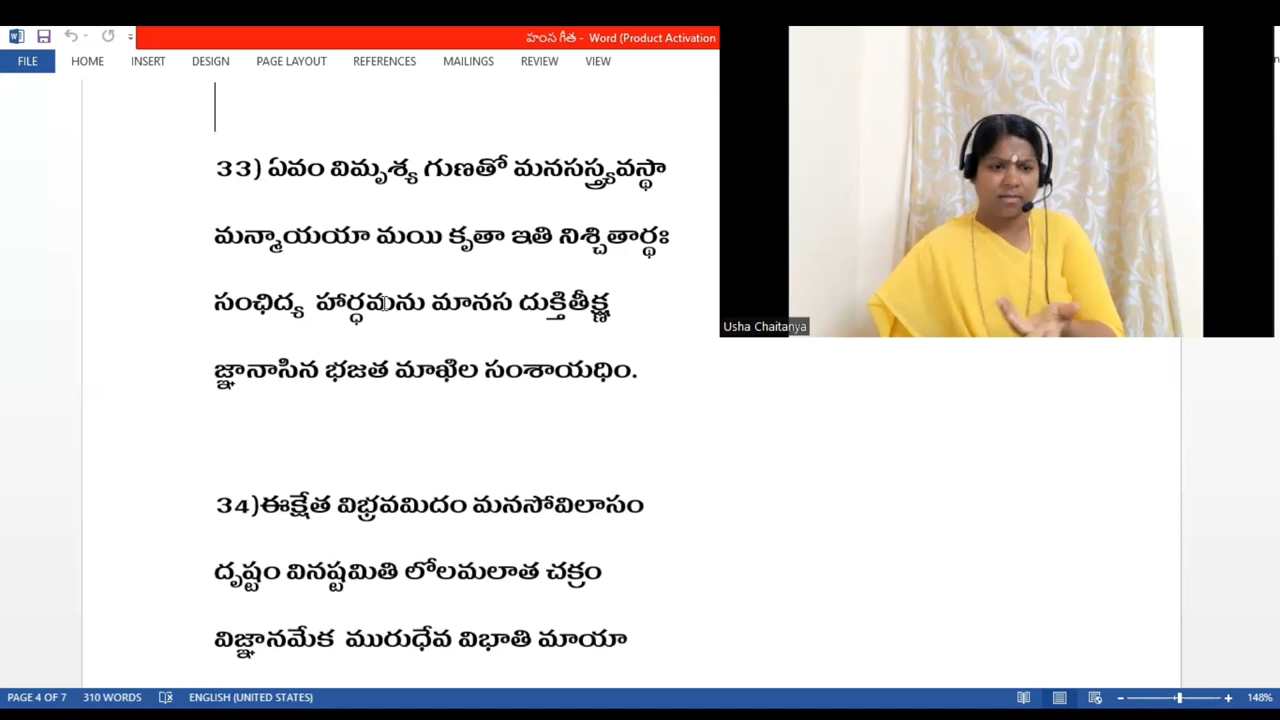 హంస గీత - Word (Product Activation
FILE HOME INSERT DESIGN PAGE LAYOUT REFERENCES MAILINGS REVIEW VIEW
33) ఏవం విమృశ్య గుణతో మనసస్త్ర్యవస్థా
మన్మాయయా మయి కృతా ఇతి నిశ్చితార్థః
సంఛిద్య హార్ధమను మానస దుక్తితీక్ష్ణ
జ్ఞానాసిన భజత మాఖిల సంశాయధిం.
Usha Chaitanya
34)ఈక్షేత విభ్రవమిదం మనసోవిలాసం
దృష్టం వినష్టమితి లోలమలాత చక్రం
విజ్ఞానమేక మురుధేవ విభాతి మాయా
PAGE 4 OF 7 310 WORDS ENGLISH (UNITED STATES) 148%